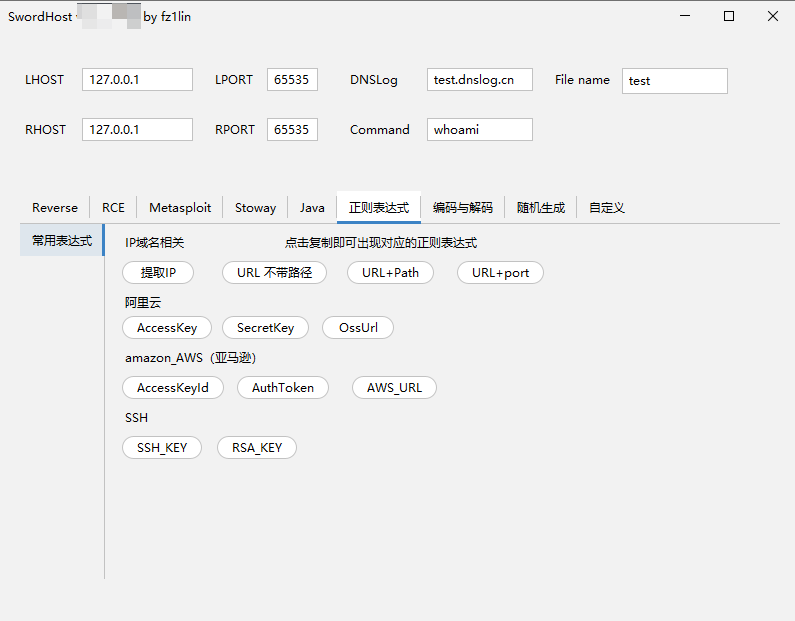 SwordHost by fz1lin
LHOST 127.0.0.1 LPORT 65535 DNSLog test.dnslog.cn File name test
RHOST 127.0.0.1 RPORT 65535 Command whoami
Reverse RCE Metasploit Stoway Java 正则表达式 编码与解码 随机生成 自定义
常用表达式
IP域名相关 点击复制即可出现对应的正则表达式
提取IP URL 不带路径 URL+Path URL+port
阿里云
AccessKey SecretKey OssUrl
amazon_AWS（亚马逊）
AccessKeyId AuthToken AWS_URL
SSH
SSH_KEY RSA_KEY